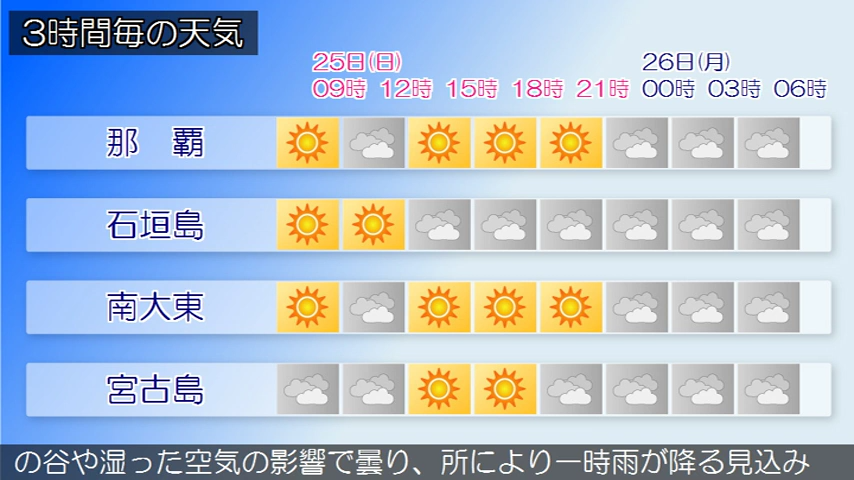 3時間毎の天気
25日(日) 26日(月)
09時 12時 15時 18時 21時 00時 03時 06時
那　覇
石垣島
南大東
宮古島
の谷や湿った空気の影響で曇り、所により一時雨が降る見込み